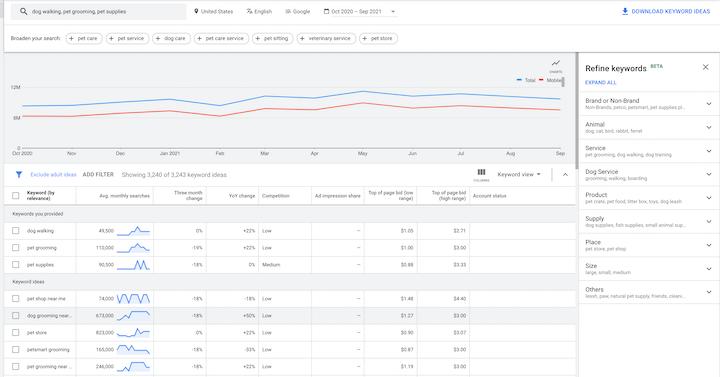 dog walking, pet grooming, pet supplies
United States
English
Google
Oct 2020 – Sep 2021
DOWNLOAD KEYWORD IDEAS
Broaden your search:
+ pet care
+ pet service
+ dog care
+ pet care service
+ pet sitting
+ veterinary service
+ pet store
CHARTS
Total
Mobile
12M
6M
0
Oct 2020
Nov
Dec
Jan 2021
Feb
Mar
Apr
May
Jun
Jul
Aug
Sep
Exclude adult ideas
ADD FILTER
Showing 3,240 of 3,243 keyword ideas
COLUMNS
Keyword view
Keyword (by relevance) Avg. monthly searches Three month change YoY change Competition Ad impression share Top of page bid (low range) Top of page bid (high range) Account status
Keywords you provided
dog walking 49,500 0% +22% Low – $1.05 $2.71
pet grooming 110,000 -19% +22% Low – $1.00 $3.00
pet supplies 90,500 -18% 0% Medium – $0.88 $3.33
Keyword ideas
pet shop near me 74,000 -18% -18% Low – $1.48 $4.40
dog grooming near... 673,000 -18% +50% Low – $1.27 $3.00
pet store 823,000 0% +22% Low – $0.90 $3.07
petsmart grooming 165,000 -18% -33% Low – $0.87 $3.00
pet grooming near ... 246,000 -18% +22% Low – $1.19 $3.00
Refine keywords BETA
EXPAND ALL
Brand or Non-Brand
Non-Brands, petco, petsmart, pet supplies pl...
Animal
dog, cat, bird, rabbit, ferret
Service
pet grooming, dog walking, dog training
Dog Service
grooming, walking, boarding
Product
pet crate, pet food, litter box, toys, dog leash
Supply
dog supplies, fish supplies, small animal sup...
Place
pet store, pet shop
Size
large, small, medium
Others
leash, paw, natural pet supply, friends, cleani...